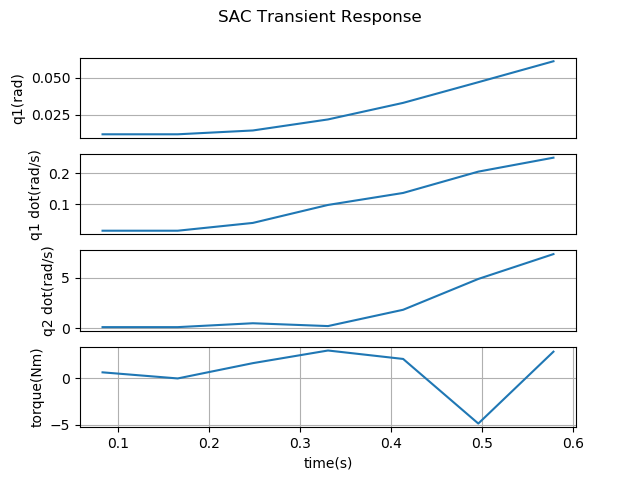 SAC Transient Response
q1(rad)
0.050
0.025
q1 dot(rad/s)
0.2
0.1
q2 dot(rad/s)
5
0
torque(Nm)
0
−5
0.1 0.2 0.3 0.4 0.5 0.6
time(s)